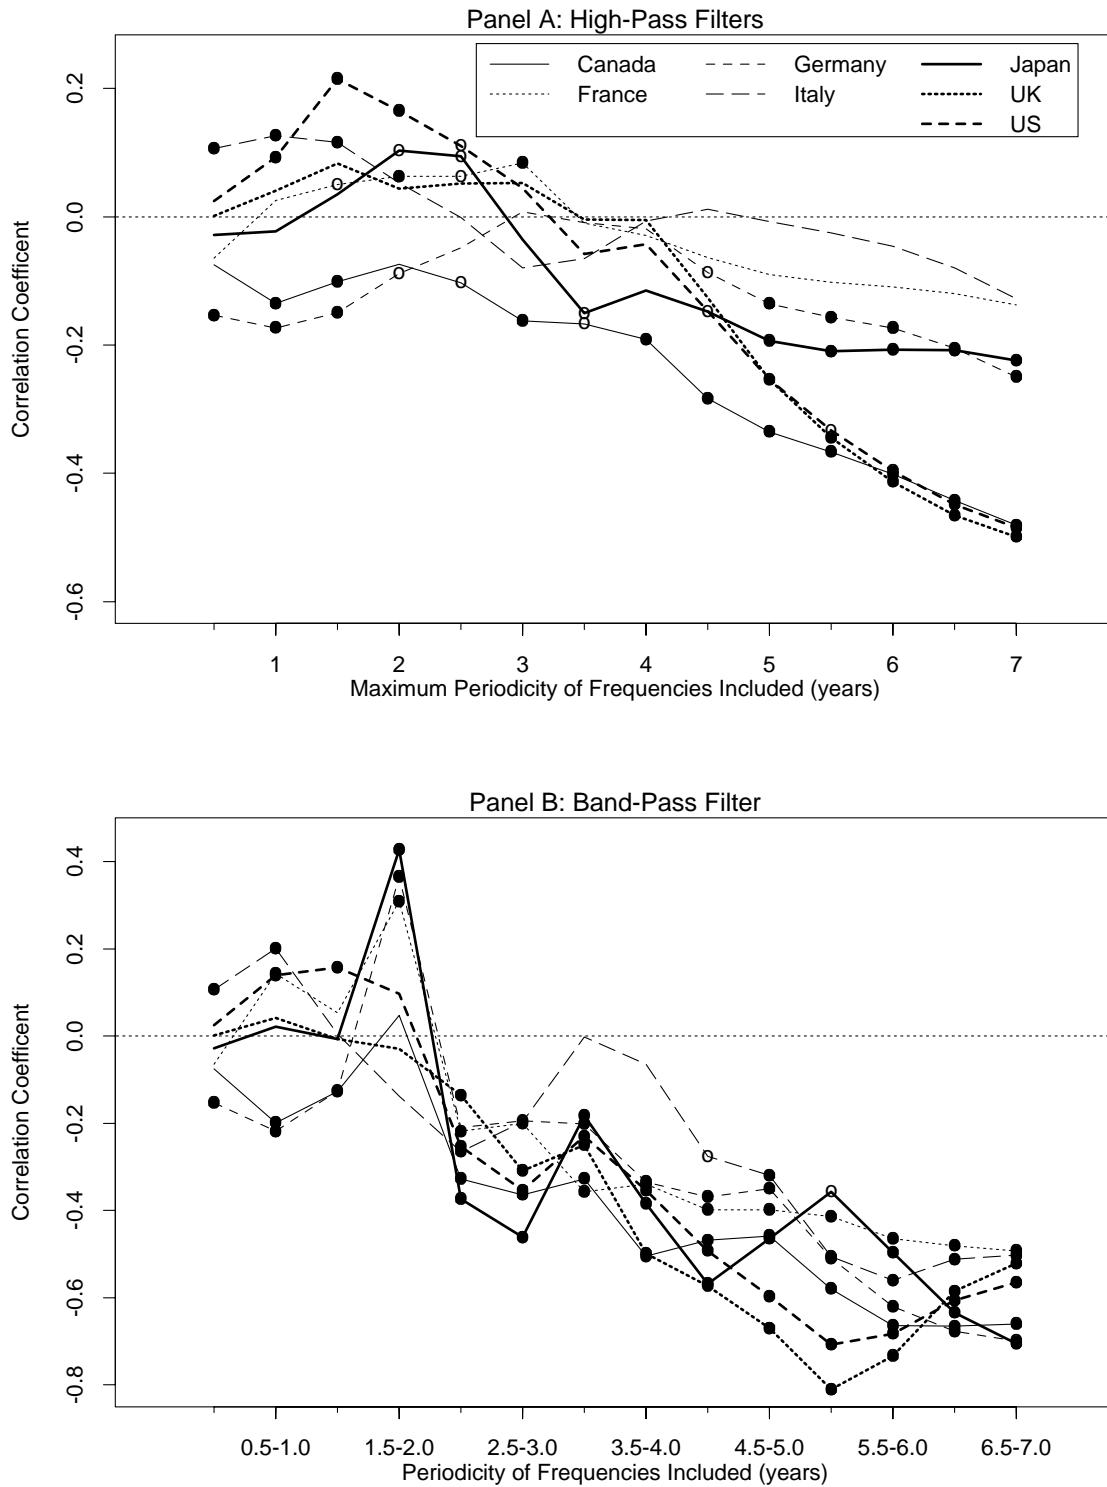 Panel A: High-Pass Filters
Canada Germany Japan
France Italy UK
US
0.2
0.0
-0.2
-0.4
-0.6
Correlation Coefficent
1 2 3 4 5 6 7
Maximum Periodicity of Frequencies Included (years)
Panel B: Band-Pass Filter
0.4
0.2
0.0
-0.2
-0.4
-0.6
-0.8
Correlation Coefficent
0.5-1.0 1.5-2.0 2.5-3.0 3.5-4.0 4.5-5.0 5.5-6.0 6.5-7.0
Periodicity of Frequencies Included (years)